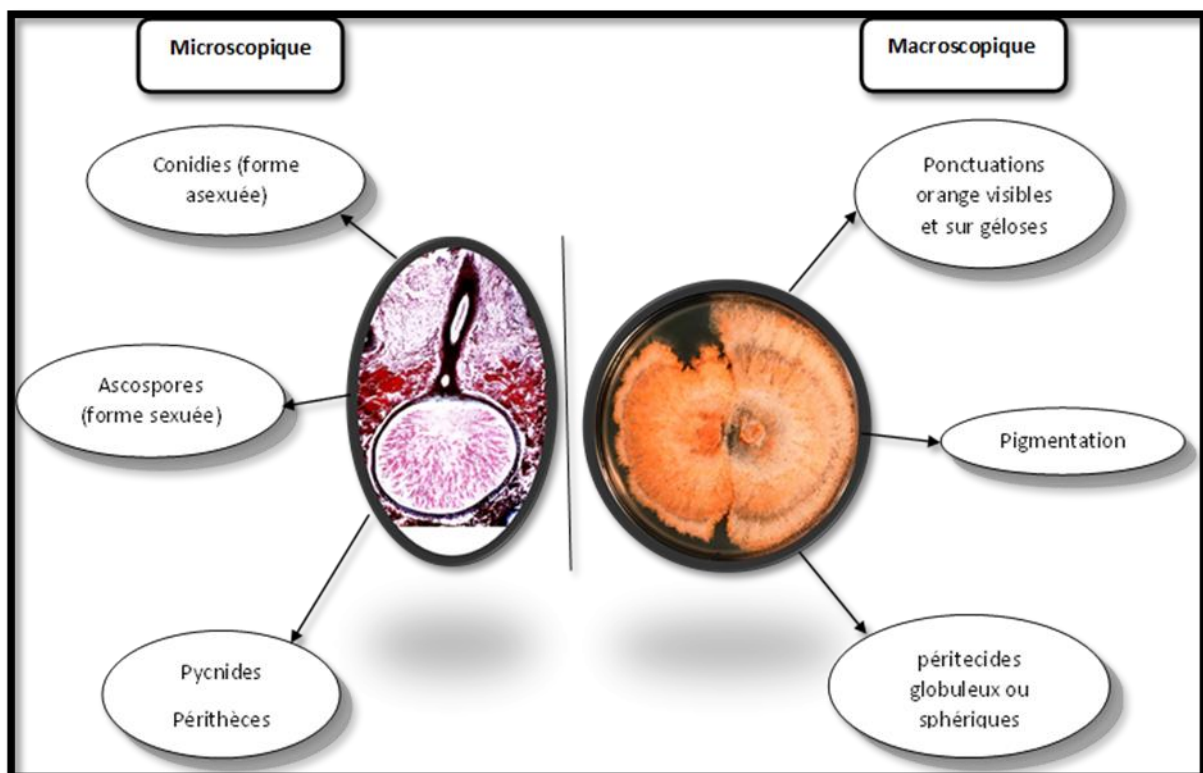 Microscopique
Macroscopique
Conidies (forme
asexuée)
Ponctuations
orange visibles
et sur géloses
Ascospores
(forme sexuée)
Pigmentation
Pycnides
Périthèces
péritecides
globuleux ou
sphériques